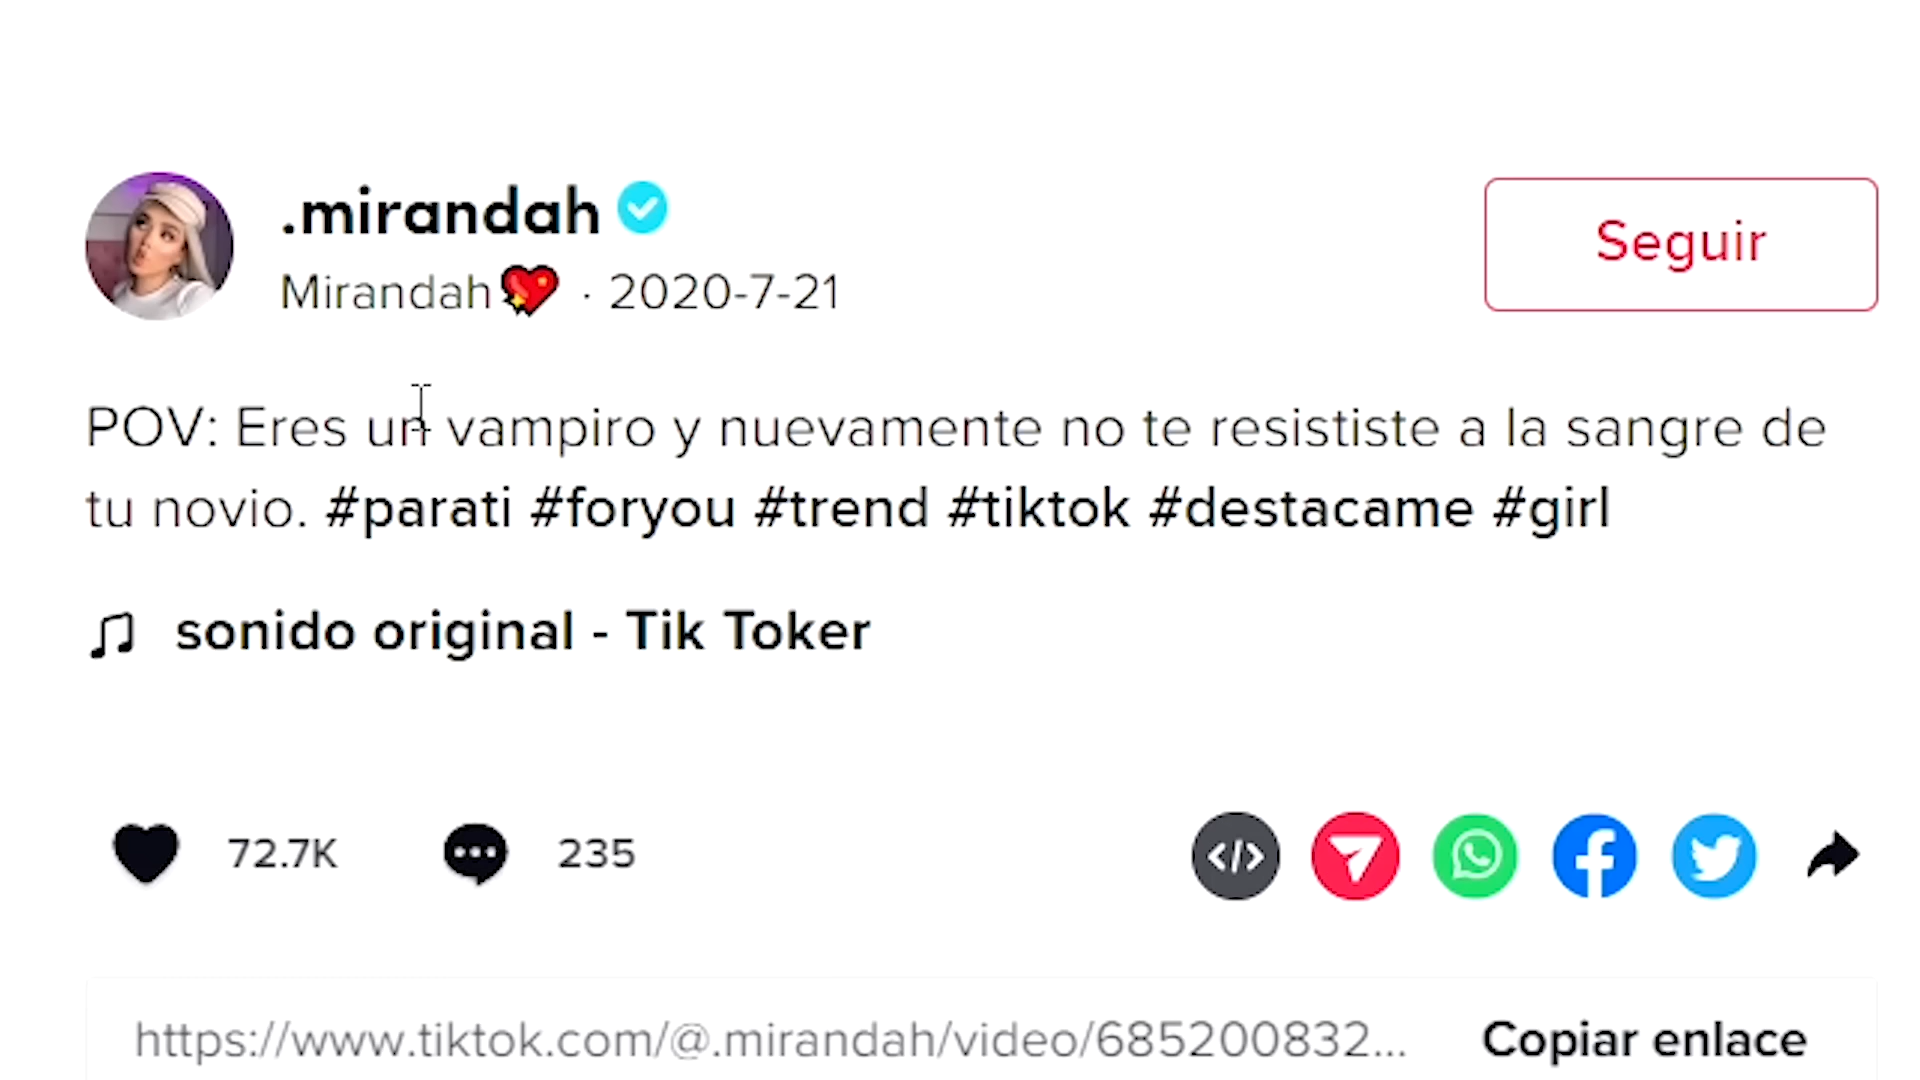 .mirandah
Mirandah · 2020-7-21
Seguir
POV: Eres un vampiro y nuevamente no te resististe a la sangre de
tu novio. #parati #foryou #trend #tiktok #destacame #girl
sonido original - Tik Toker
72.7K
235
https://www.tiktok.com/@.mirandah/video/685200832...
Copiar enlace